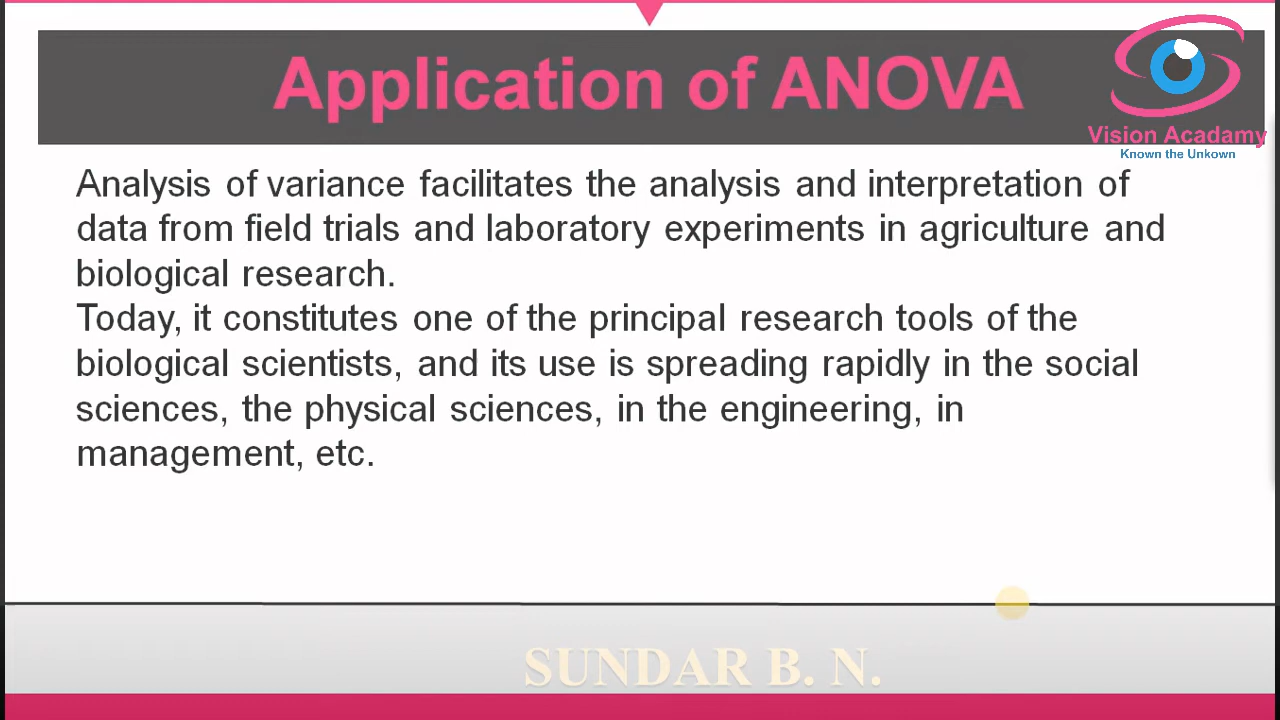 Application of ANOVA
Vision Acadamy
Known the Unkown
Analysis of variance facilitates the analysis and interpretation of
data from field trials and laboratory experiments in agriculture and
biological research.
Today, it constitutes one of the principal research tools of the
biological scientists, and its use is spreading rapidly in the social
sciences, the physical sciences, in the engineering, in
management, etc.
SUNDAR B. N.